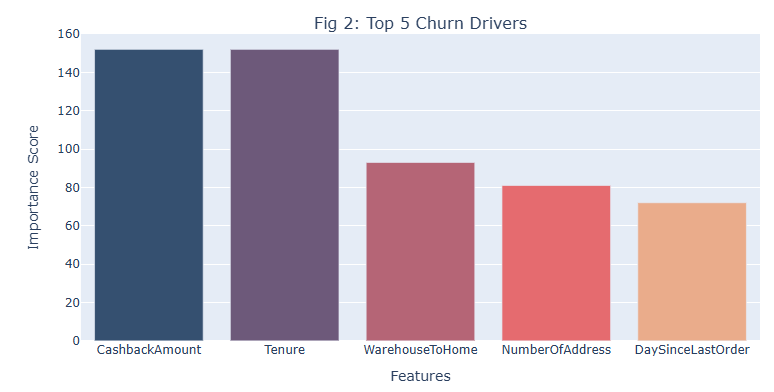 Fig 2: Top 5 Churn Drivers
160
140
120
100
80
60
40
20
0
Importance Score
CashbackAmount Tenure WarehouseToHome NumberOfAddress DaySinceLastOrder
Features